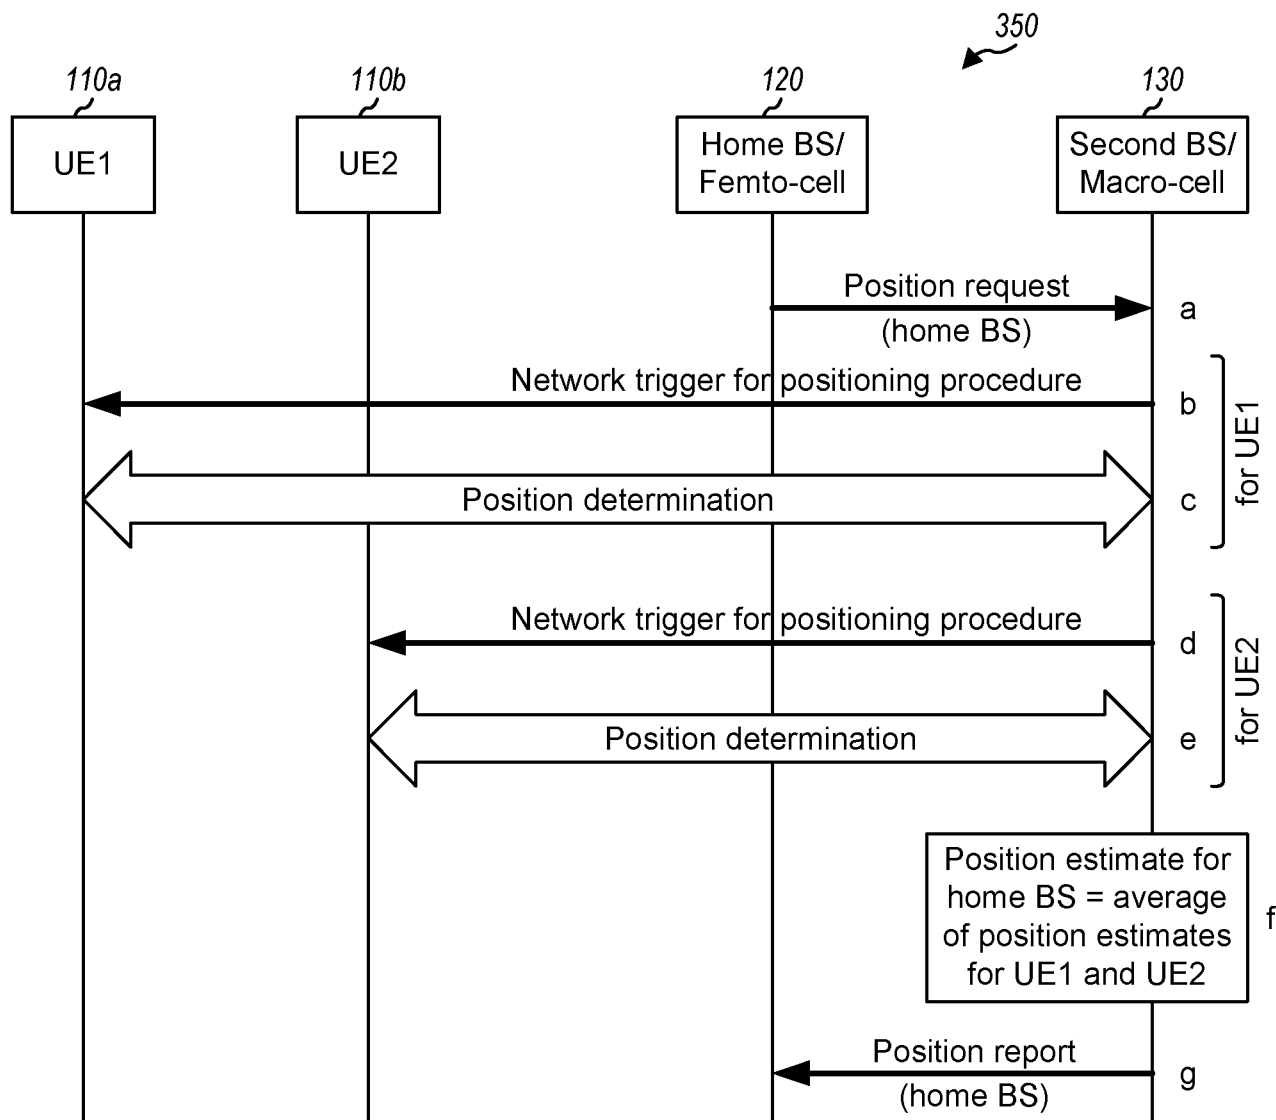 350
110a
110b
120
130
UE1
UE2
Home BS/
Femto-cell
Second BS/
Macro-cell
Position request
(home BS)
a
Network trigger for positioning procedure
b
Position determination
c
for UE1
Network trigger for positioning procedure
d
Position determination
e
for UE2
Position estimate for
home BS = average
of position estimates
for UE1 and UE2
f
Position report
(home BS)
g